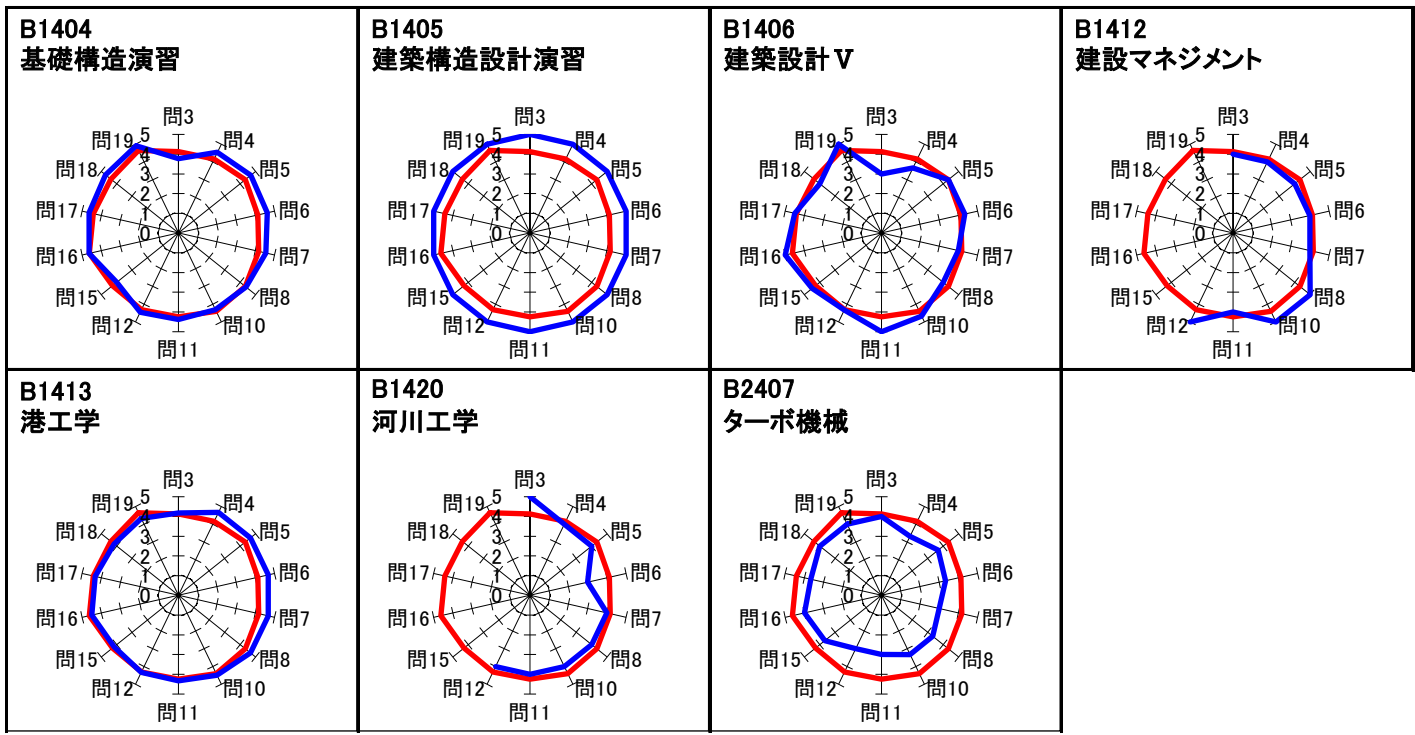 B1404
基礎構造演習
問3
問4
問5
問6
問7
問8
問10
問11
問12
問15
問16
問17
問18
問19
5
4
3
2
1
0
B1405
建築構造設計演習
問3
問4
問5
問6
問7
問8
問10
問11
問12
問15
問16
問17
問18
問19
5
4
3
2
1
0
B1406
建築設計Ⅴ
問3
問4
問5
問6
問7
問8
問10
問11
問12
問15
問16
問17
問18
問19
5
4
3
2
1
0
B1412
建設マネジメント
問3
問4
問5
問6
問7
問8
問10
問11
問12
問15
問16
問17
問18
問19
5
4
3
2
1
0
B1413
港工学
問3
問4
問5
問6
問7
問8
問10
問11
問12
問15
問16
問17
問18
問19
5
4
3
2
1
0
B1420
河川工学
問3
問4
問5
問6
問7
問8
問10
問11
問12
問15
問16
問17
問18
問19
5
4
3
2
1
0
B2407
ターボ機械
問3
問4
問5
問6
問7
問8
問10
問11
問12
問15
問16
問17
問18
問19
5
4
3
2
1
0